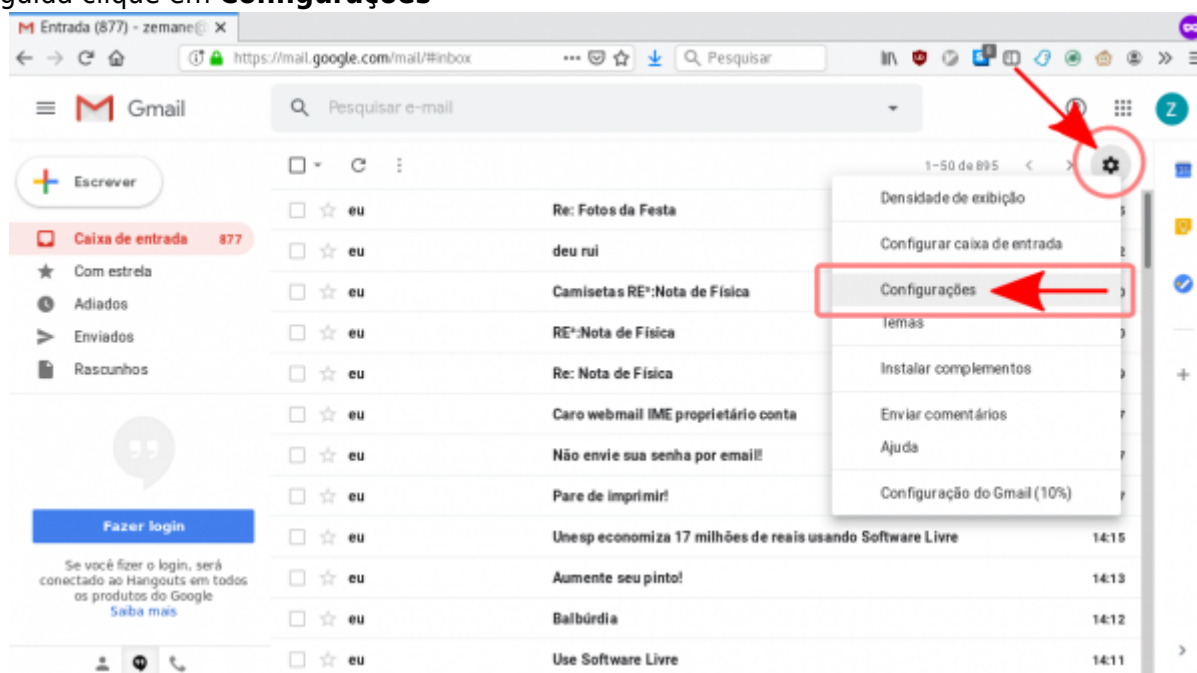 guida clique em Configurações
Entrada (877) - zemane@
https://mail.google.com/mail/#inbox
Pesquisar
Gmail
Pesquisar e-mail
Z
Escrever
1-50 de 895
Densidade de exibição
eu Re: Fotos da Festa
Caixa de entrada 877
Configurar caixa de entrada
eu deu rui
Com estrela
Configurações
eu Camisetas REª:Nota de Física
Adiados
Temas
Enviados
eu REª:Nota de Física
Rascunhos
Instalar complementos
eu Re: Nota de Física
Enviar comentários
eu Caro webmail IME proprietário conta
Ajuda
eu Não envie sua senha por email!
Configuração do Gmail (10%)
eu Pare de imprimir!
Fazer login
eu Unesp economiza 17 milhões de reais usando Software Livre 14:15
Se você fizer o login, será
conectado ao Hangouts em todos
os produtos do Google
Saiba mais
eu Aumente seu pinto! 14:13
eu Balbúrdia 14:12
eu Use Software Livre 14:11